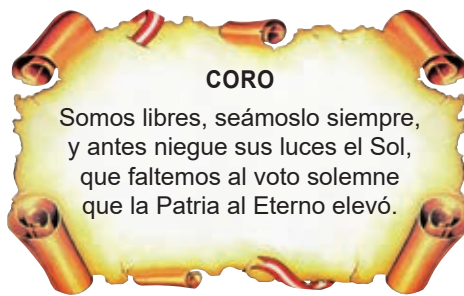 CORO
Somos libres, seámoslo siempre,
y antes niegue sus luces el Sol,
que faltemos al voto solemne
que la Patria al Eterno elevó.